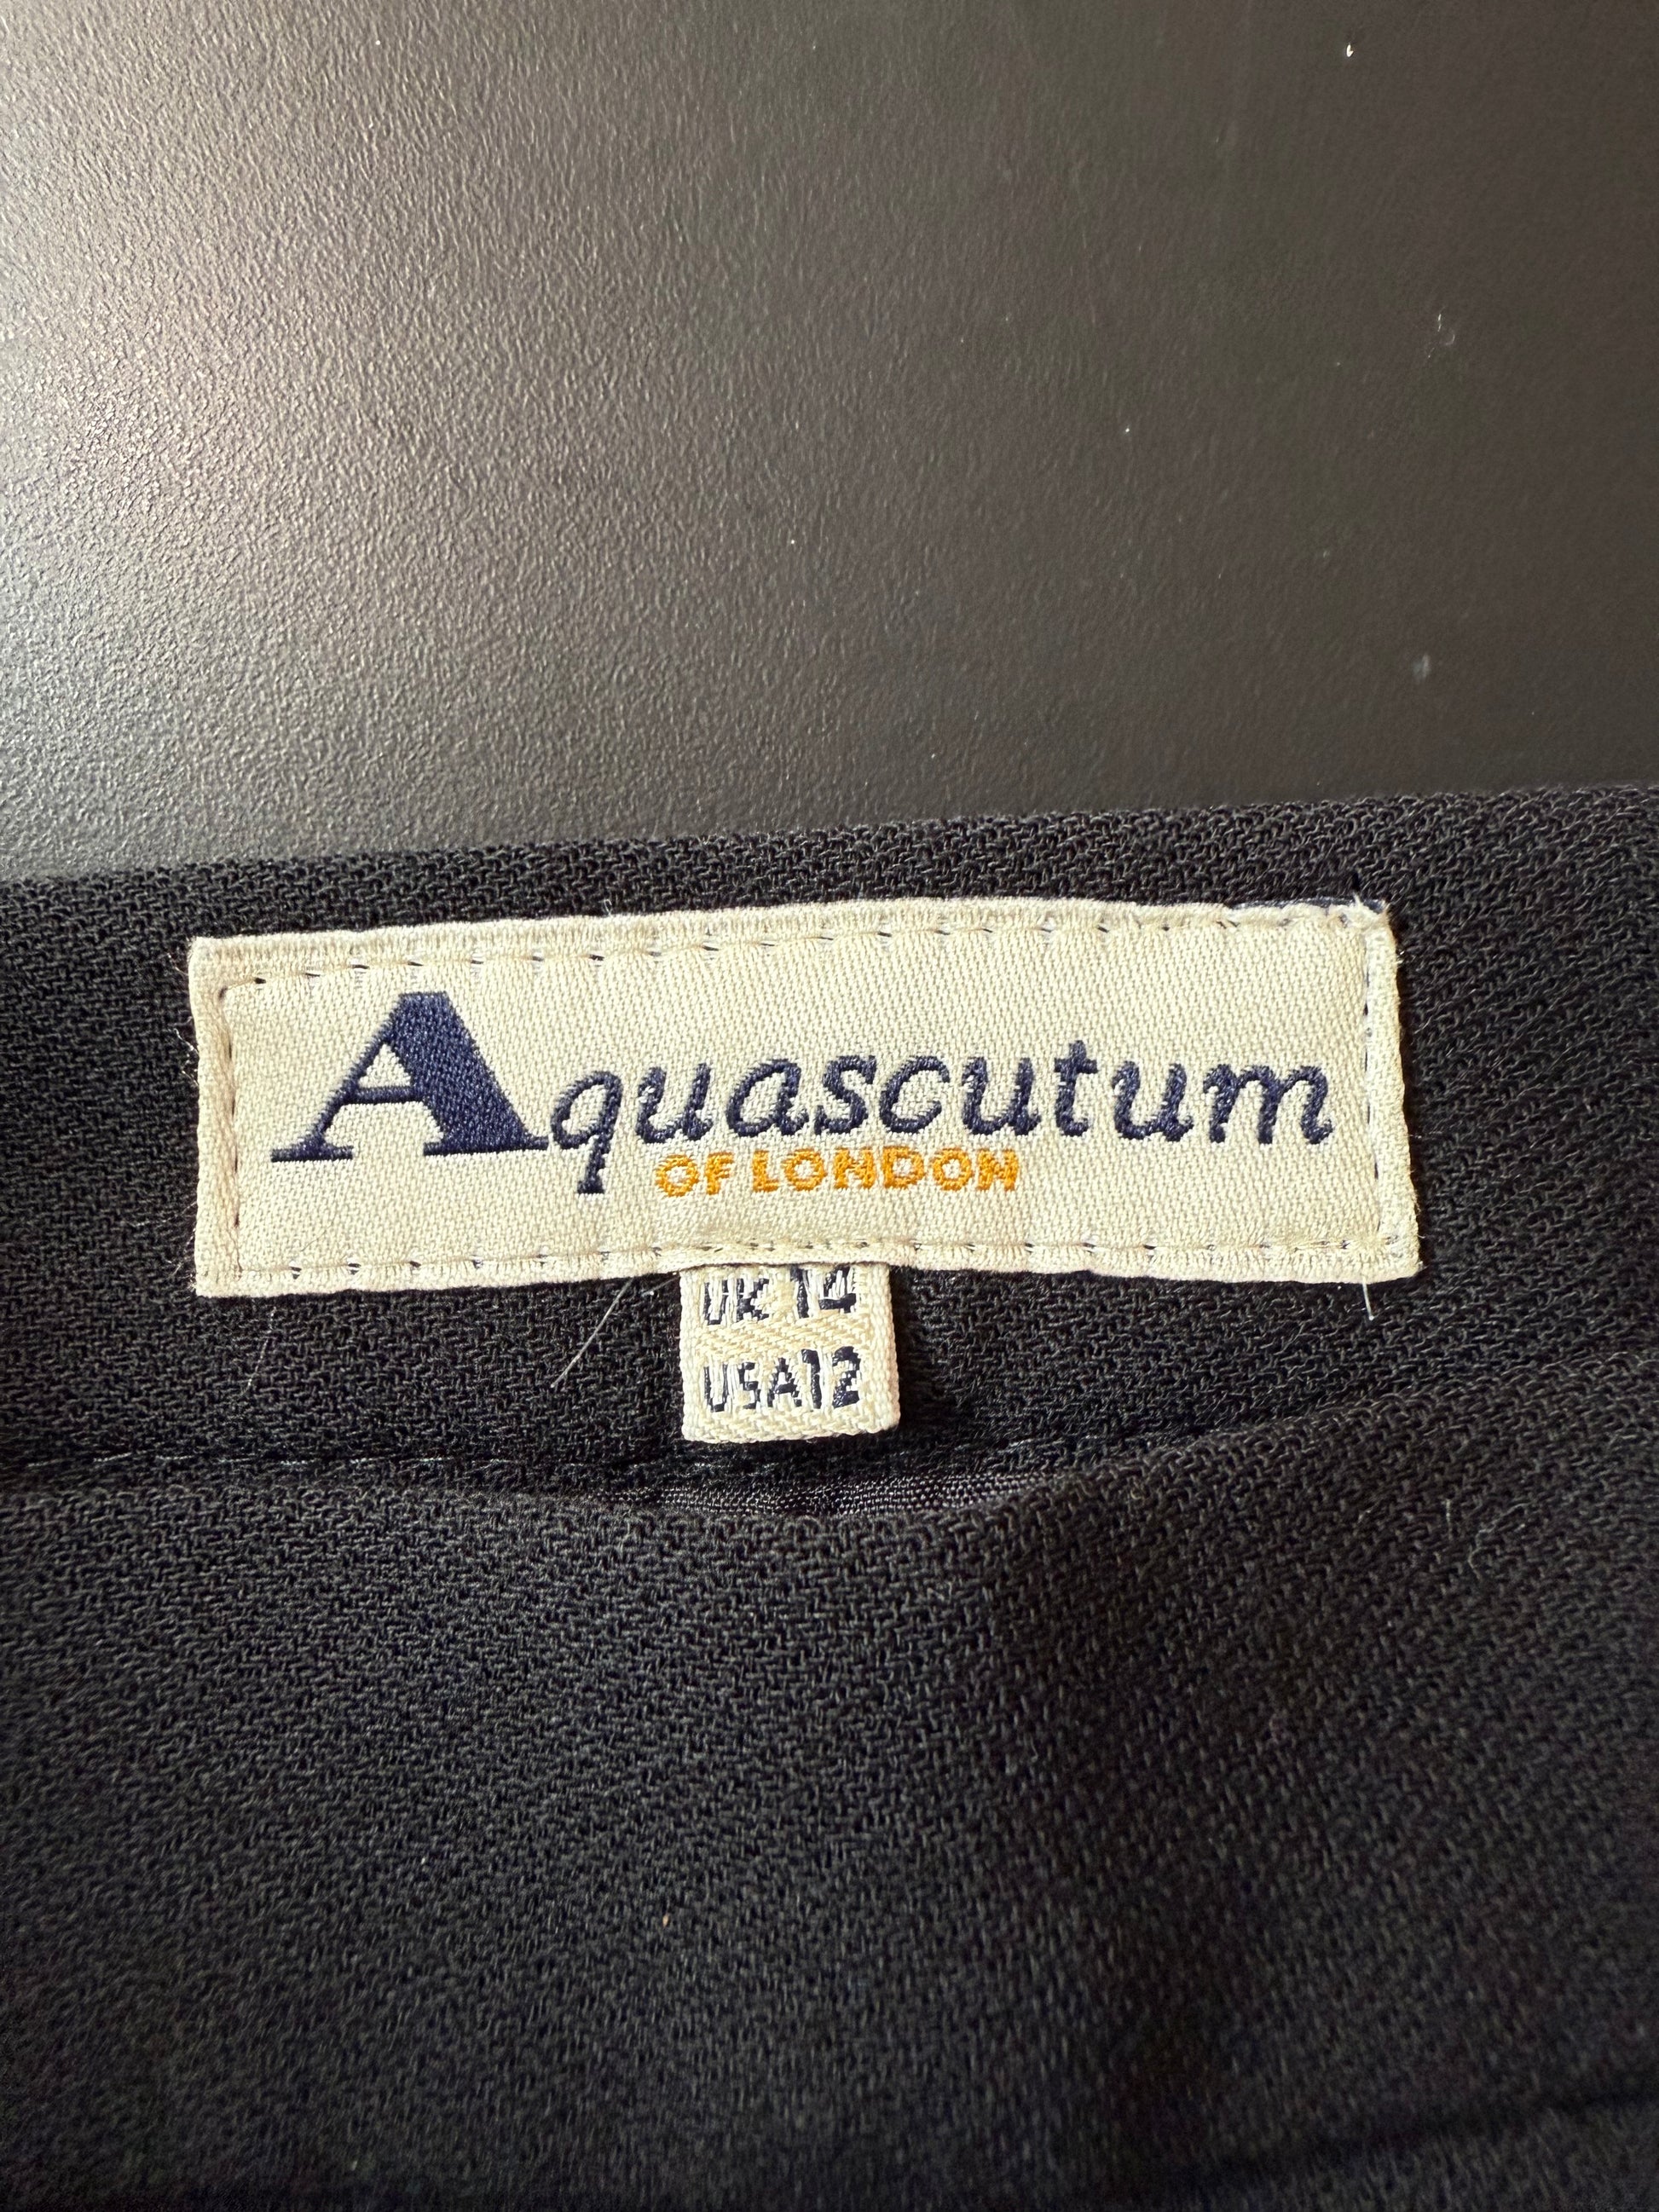 Aquascutum
OF LONDON
UK 14
USA12